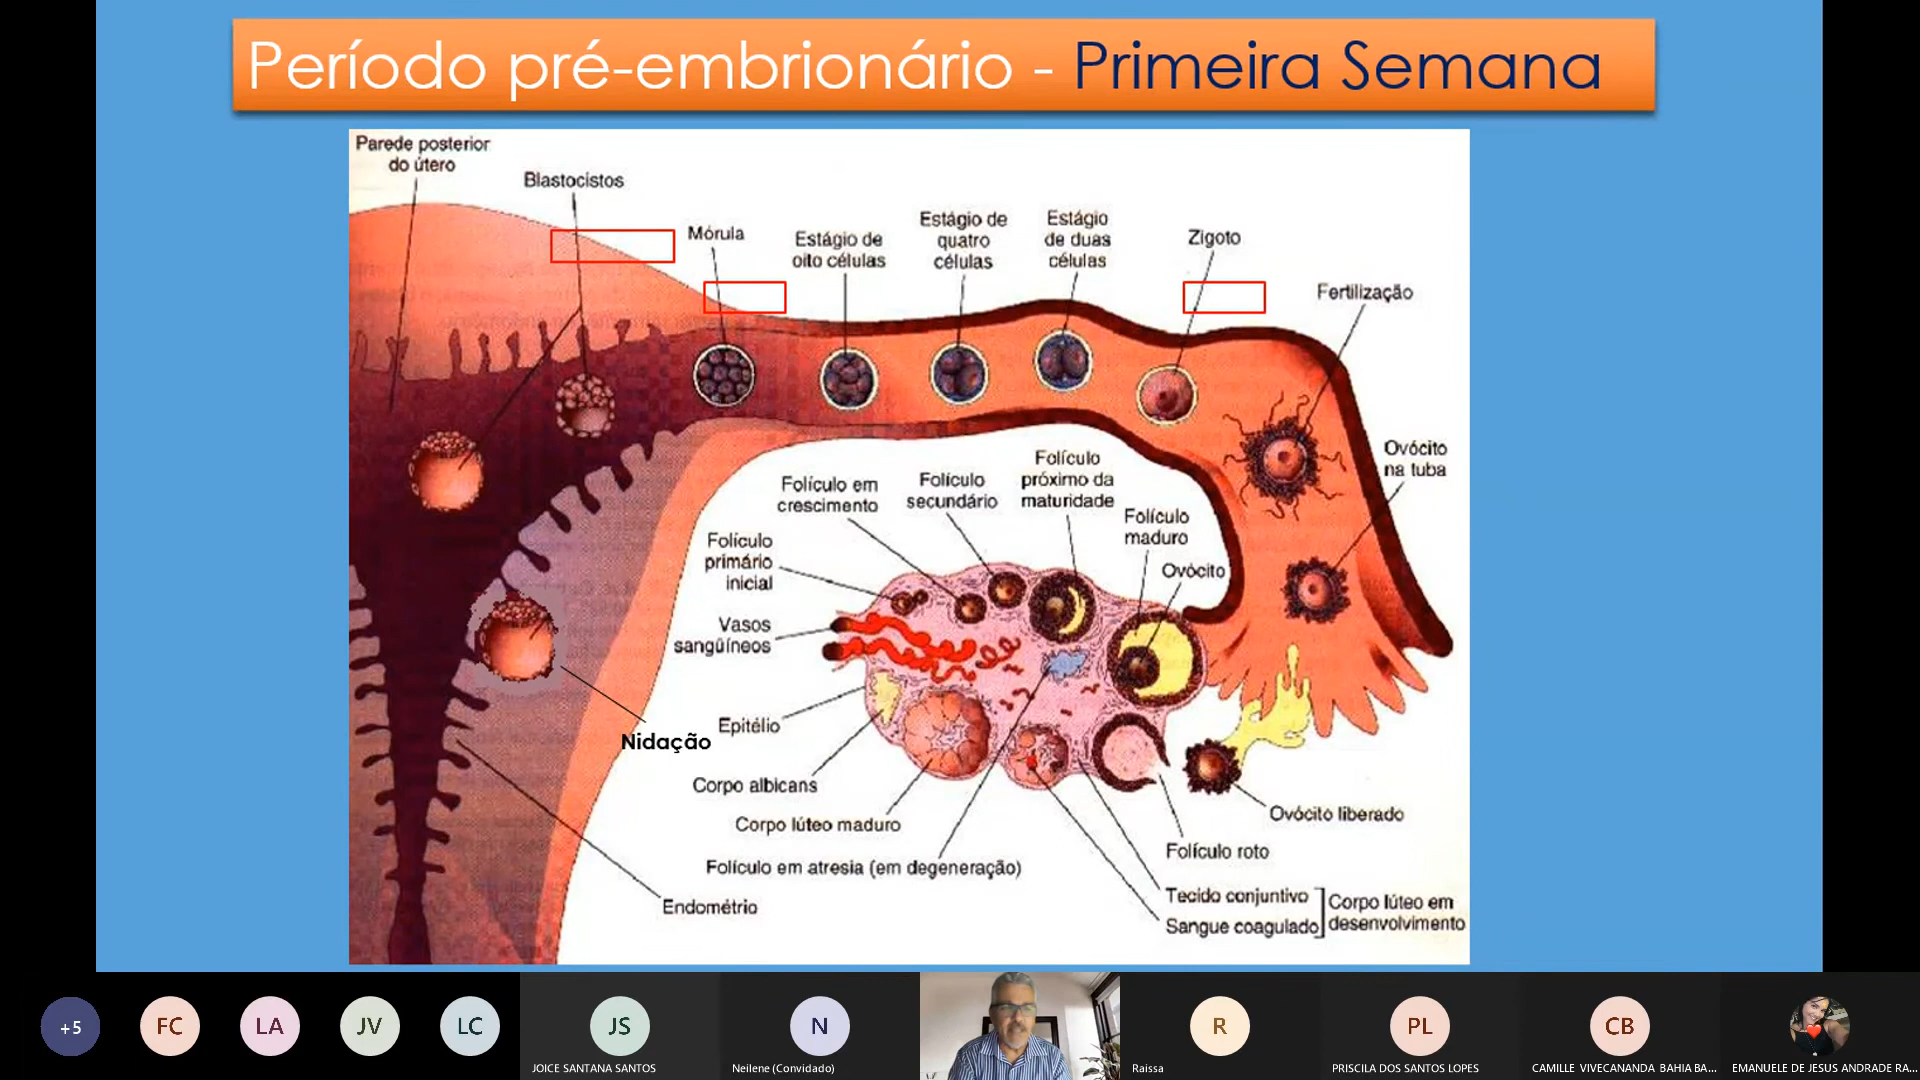 Período pré-embrionário - Primeira Semana
Parede posterior
do útero
Blastocistos
Mórula
Estágio de
oito células
Estágio de
quatro
células
Estágio
de duas
células
Zigoto
Fertilização
Ovócito
na tuba
Folículo em
crescimento
Folículo
secundário
Folículo
próximo da
maturidade
Folículo
maduro
Ovócito
Folículo
primário
inicial
Vasos
sangüíneos
Epitélio
Nidação
Corpo albicans
Corpo lúteo maduro
Folículo em atresia (em degeneração)
Endométrio
Ovócito liberado
Folículo roto
Tecido conjuntivo
Sangue coagulado
Corpo lúteo em
desenvolvimento
+5
FC
LA
JV
LC
JS
JOICE SANTANA SANTOS
N
Neilene (Convidado)
R
Raissa
PL
PRISCILA DOS SANTOS LOPES
CB
CAMILLE VIVECANANDA BAHIA BA...
EMANUELE DE JESUS ANDRADE RA...